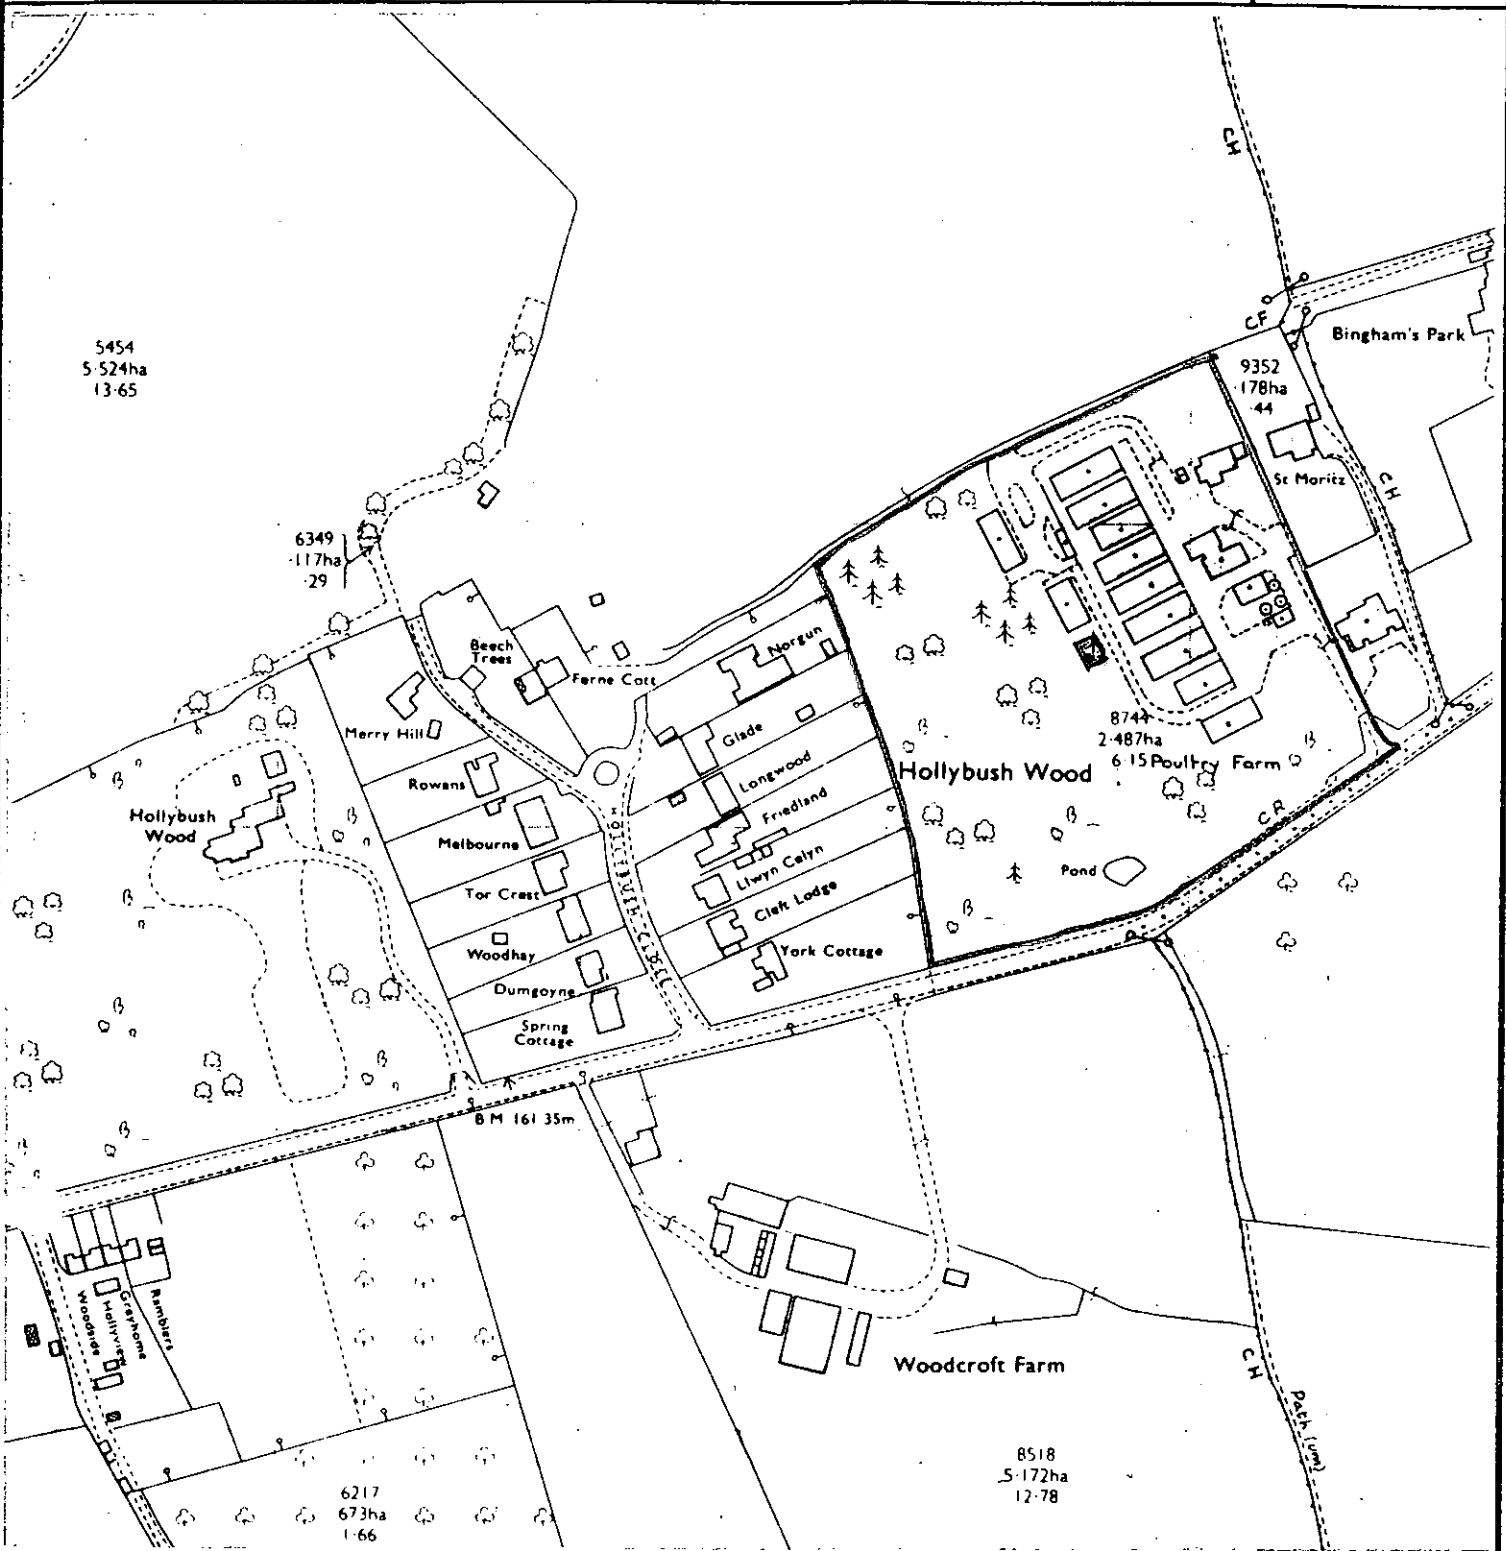 CH
CF
Bingham's Park
5454
5·524ha
13·65
9352
·178ha
·44
St Moritz
CH
6349
·117ha
·29
Beech
Trees
Ferne Cott
Norgun
Merry Hill
Glade
8744
2·487ha
6·15
Poultry Farm
Rowans
Longwood
Hollybush Wood
Hollybush
Wood
Friedland
CR
Melbourne
HOLLYBUSH CLOSE
Llwyn Celyn
Tor Crest
Pond
Cleft Lodge
Woodhay
York Cottage
Dumgoyne
Spring
Cottage
B M 161 35m
Woodside
Hollyview
Greyhome
Ramblers
Woodcroft Farm
CH
Path (um)
8518
5·172ha
12·78
6217
673ha
1·66